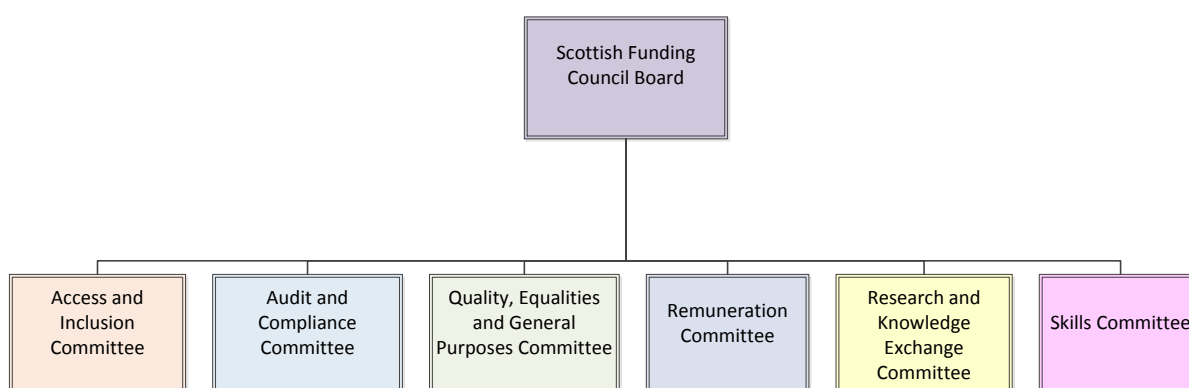 Scottish Funding
Council Board
Access and
Inclusion
Committee
Audit and
Compliance
Committee
Quality, Equalities
and General
Purposes Committee
Remuneration
Committee
Research and
Knowledge
Exchange
Committee
Skills Committee